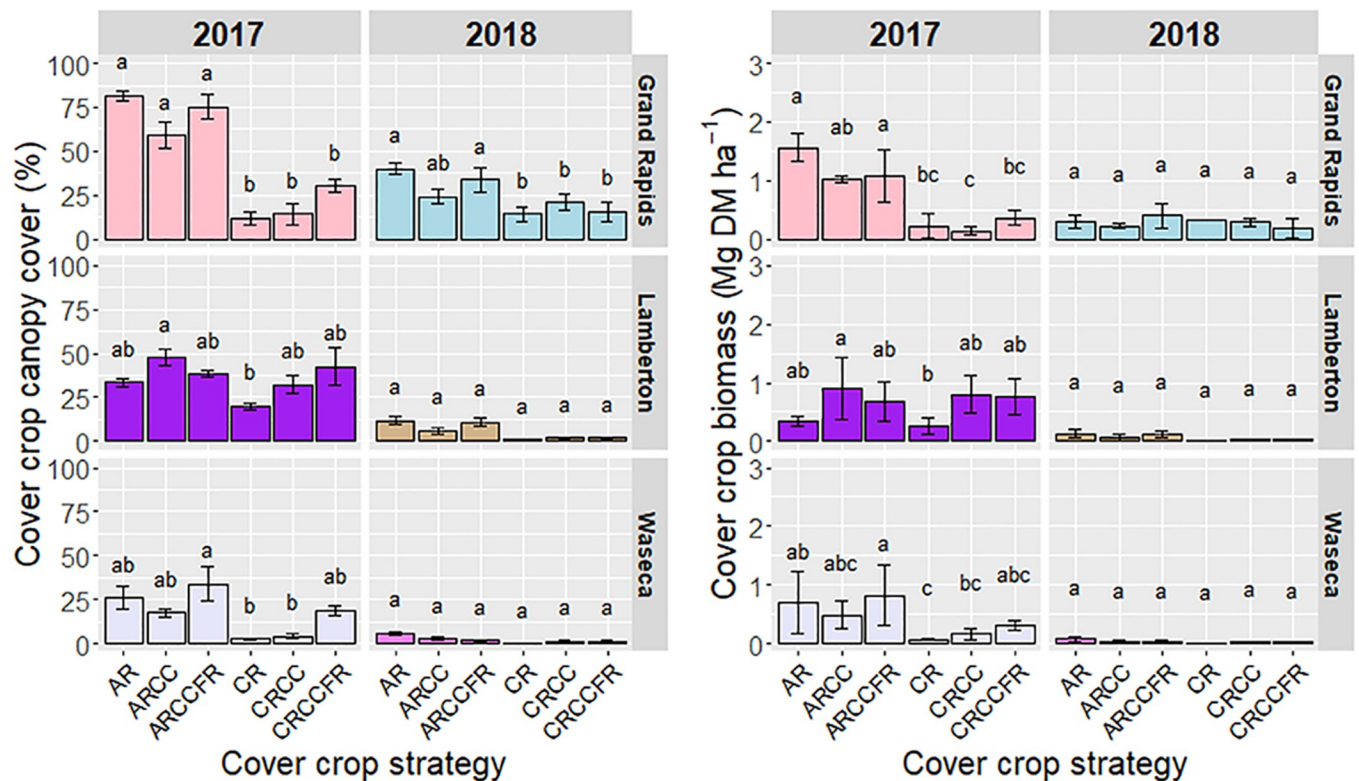 2017 2018
Cover crop canopy cover (%)
100
75
50
25
0
a a a b b b
a ab a b b b
Grand Rapids
100
75
50
25
0
ab a ab b ab ab
a a a a a a
Lamberton
100
75
50
25
0
ab ab a b b ab
a a a a a a
Waseca
AR ARCC ARCCFR CR CRCC CRCCFR
AR ARCC ARCCFR CR CRCC CRCCFR
Cover crop strategy
2017 2018
Cover crop biomass (Mg DM ha⁻¹)
3
2
1
0
a ab a bc c bc
a a a a a a
Grand Rapids
3
2
1
0
ab a ab b ab ab
a a a a a a
Lamberton
3
2
1
0
ab abc a c bc abc
a a a a a a
Waseca
AR ARCC ARCCFR CR CRCC CRCCFR
AR ARCC ARCCFR CR CRCC CRCCFR
Cover crop strategy